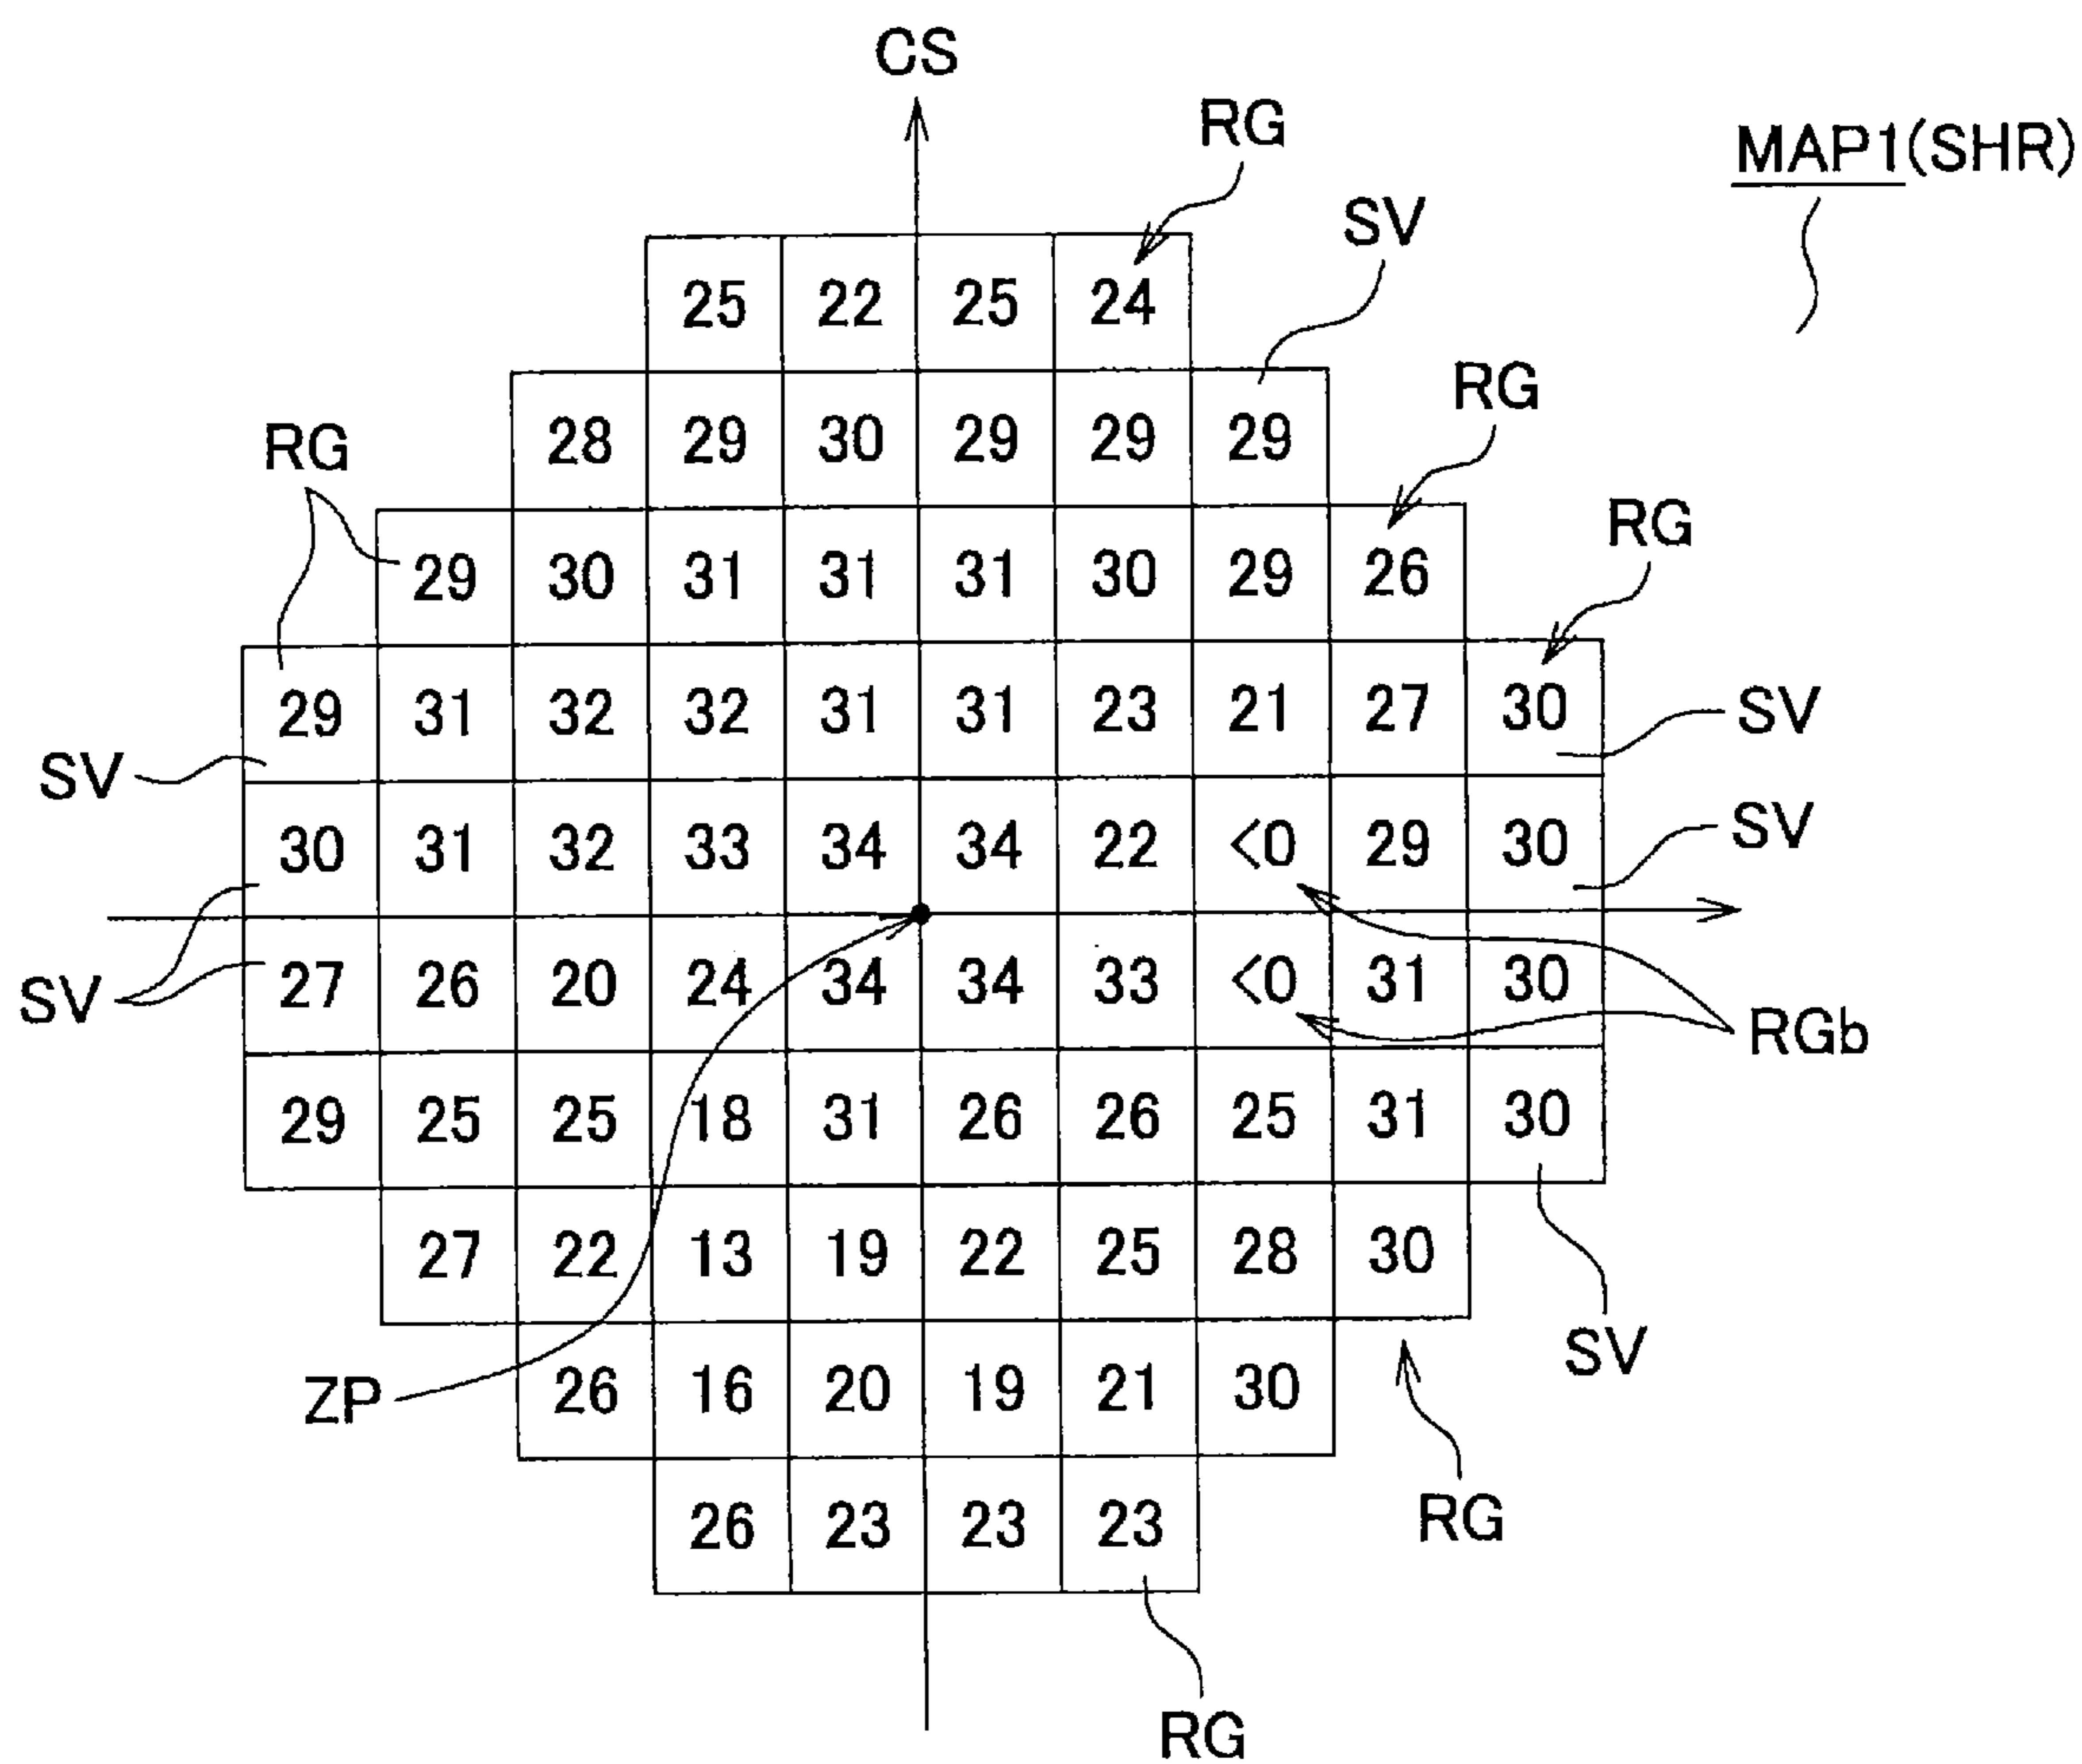 CS
RG
MAP1(SHR)
SV
25 22 25 24
RG
28 29 30 29 29 29
RG
RG
29 30 31 31 31 30 29 26
29 31 32 32 31 31 23 21 27 30
SV
SV
30 31 32 33 34 34 22 <0 29 30
SV
27 26 20 24 34 34 33 <0 31 30
SV
RGb
29 25 25 18 31 26 26 25 31 30
27 22 13 19 22 25 28 30
SV
26 16 20 19 21 30
ZP
26 23 23 23
RG
RG